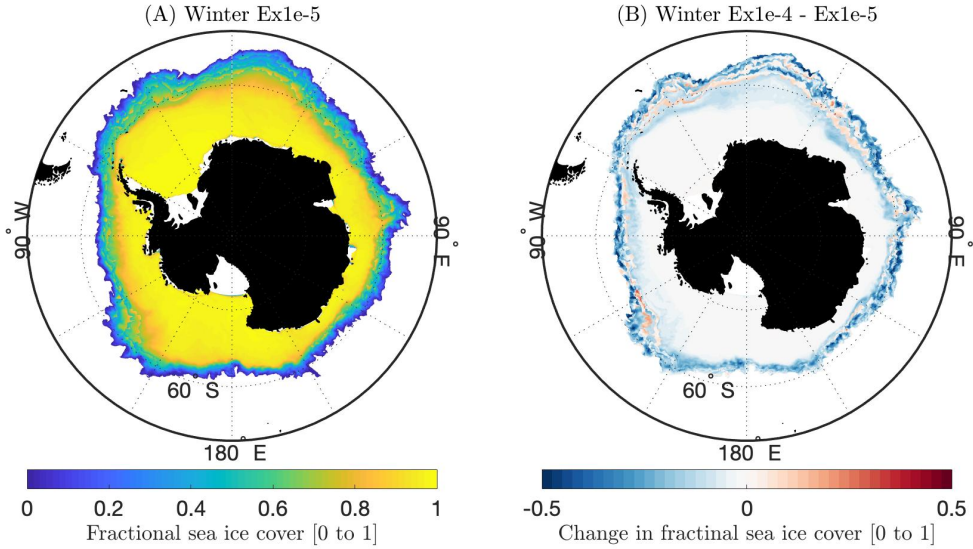 (A) Winter Ex1e-5
90° W
90° E
60° S
180° E
0 0.2 0.4 0.6 0.8 1
Fractional sea ice cover [0 to 1]
(B) Winter Ex1e-4 - Ex1e-5
90° W
90° E
60° S
180° E
-0.5 0 0.5
Change in fractinal sea ice cover [0 to 1]